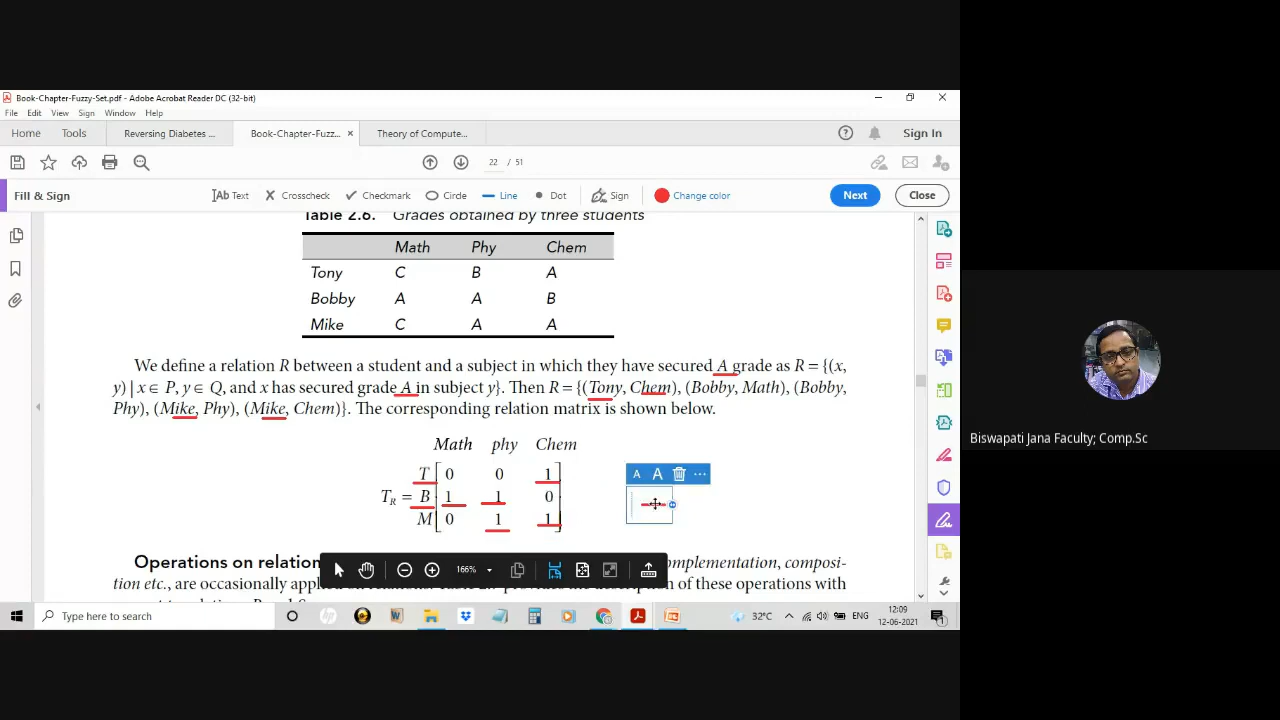 Book-Chapter-Fuzzy-Set.pdf - Adobe Acrobat Reader DC (32-bit)
File Edit View Sign Window Help
Home Tools Reversing Diabetes ... Book-Chapter-Fuzz... × Theory of Compute... Sign In
22 / 51
Fill & Sign Ab Text Crosscheck Checkmark Circle Line Dot Sign Change color Next Close
Table 2.6. Grades obtained by three students
Math Phy Chem
Tony C B A
Bobby A A B
Mike C A A
We define a reltion R between a student and a subject in which they have secured A grade as R = {(x,
y) | x ∈ P, y ∈ Q, and x has secured grade A in subject y}. Then R = {(Tony, Chem), (Bobby, Math), (Bobby,
Phy), (Mike, Phy), (Mike, Chem)}. The corresponding relation matrix is shown below.
Math phy Chem
T 0 0 1
T_R = B 1 1 0
M 0 1 1
A A ...
Operations on relation omplementation, composi-
tion etc., are occasionally appl of these operations with
166%
Type here to search 32°C ENG 12:09
12-06-2021
Biswapati Jana Faculty; Comp.Sc